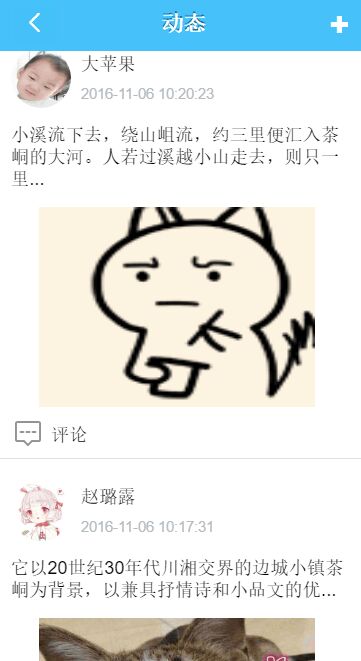 动态
大苹果
2016-11-06 10:20:23
小溪流下去，绕山岨流，约三里便汇入茶
峒的大河。人若过溪越小山走去，则只一
里...
评论
赵璐露
2016-11-06 10:17:31
它以20世纪30年代川湘交界的边城小镇茶
峒为背景，以兼具抒情诗和小品文的优...